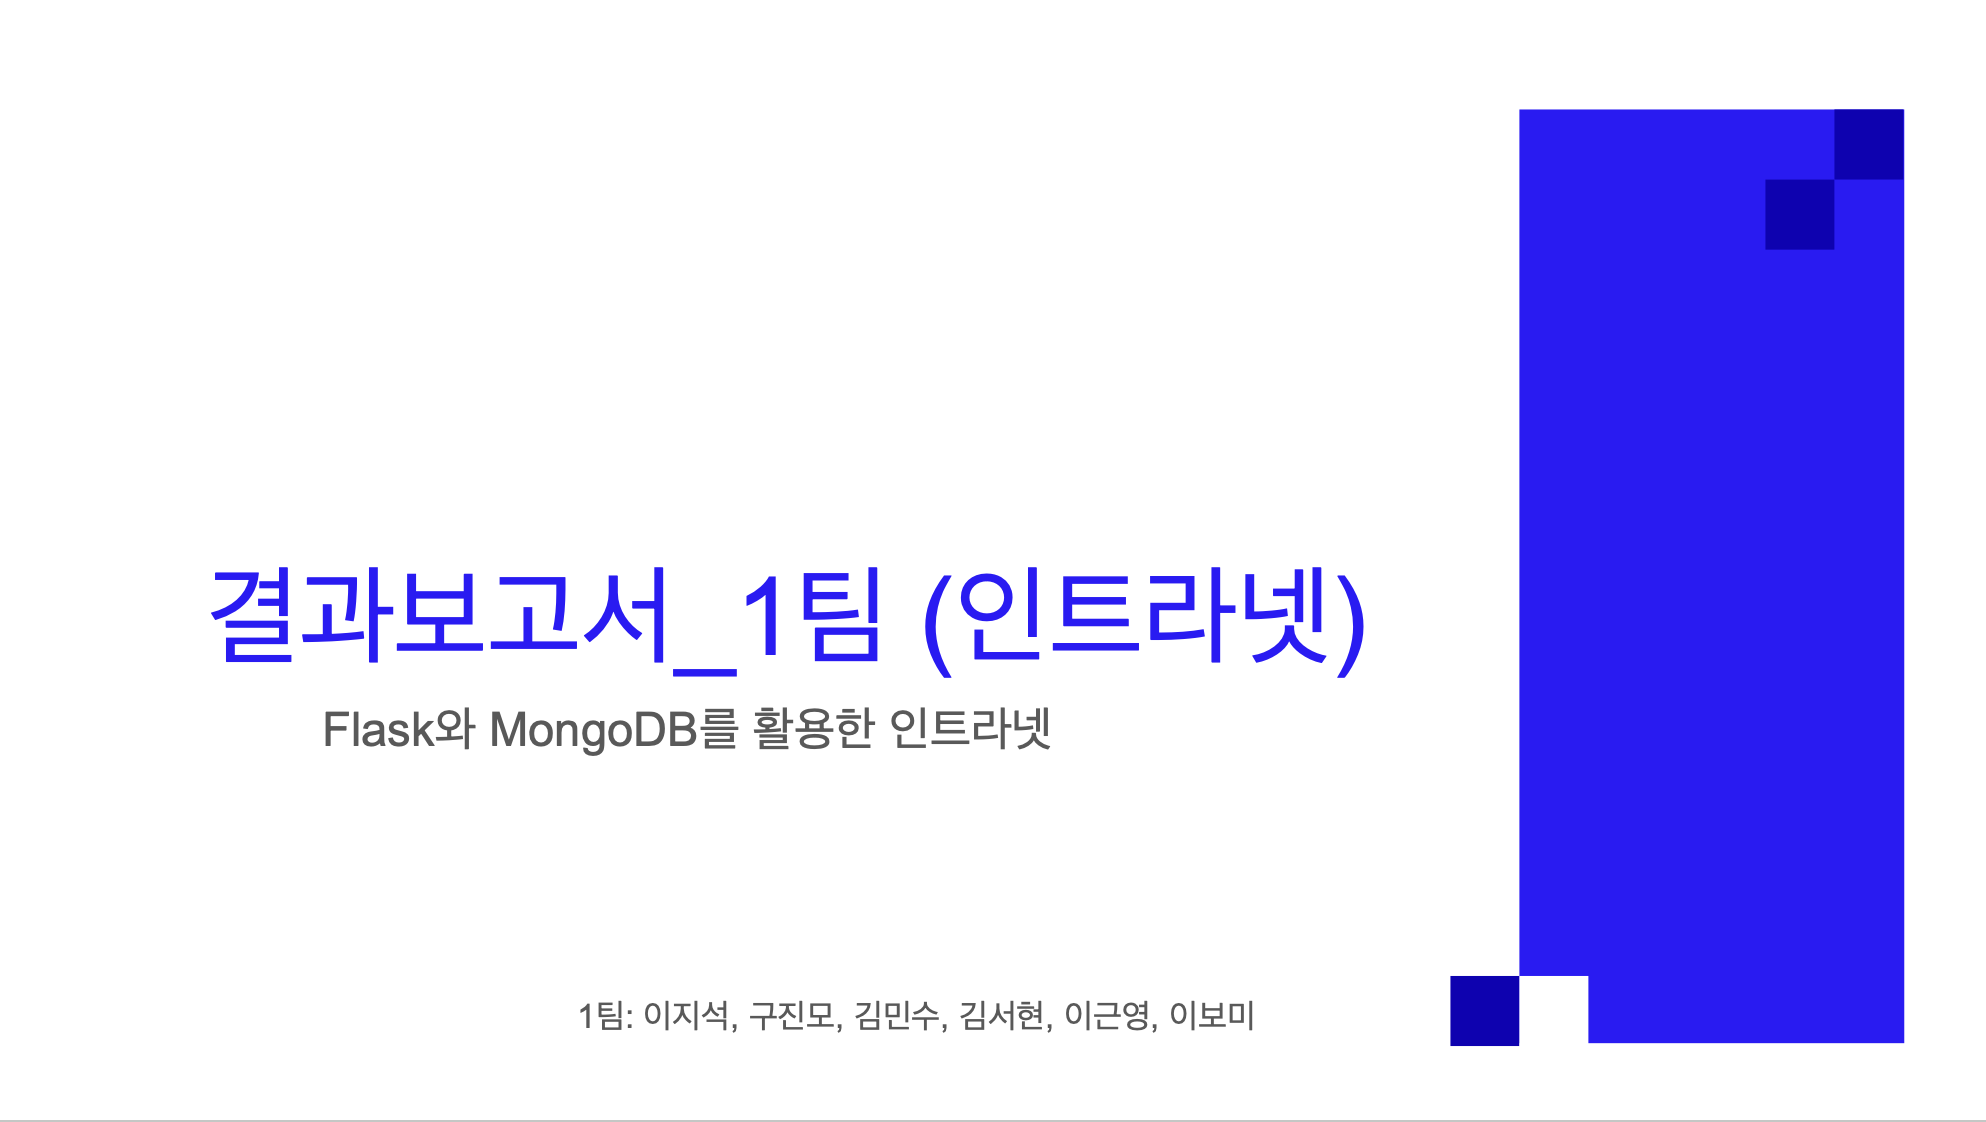 결과보고서_1팀 (인트라넷)
Flask와 MongoDB를 활용한 인트라넷
1팀: 이지석, 구진모, 김민수, 김서현, 이근영, 이보미